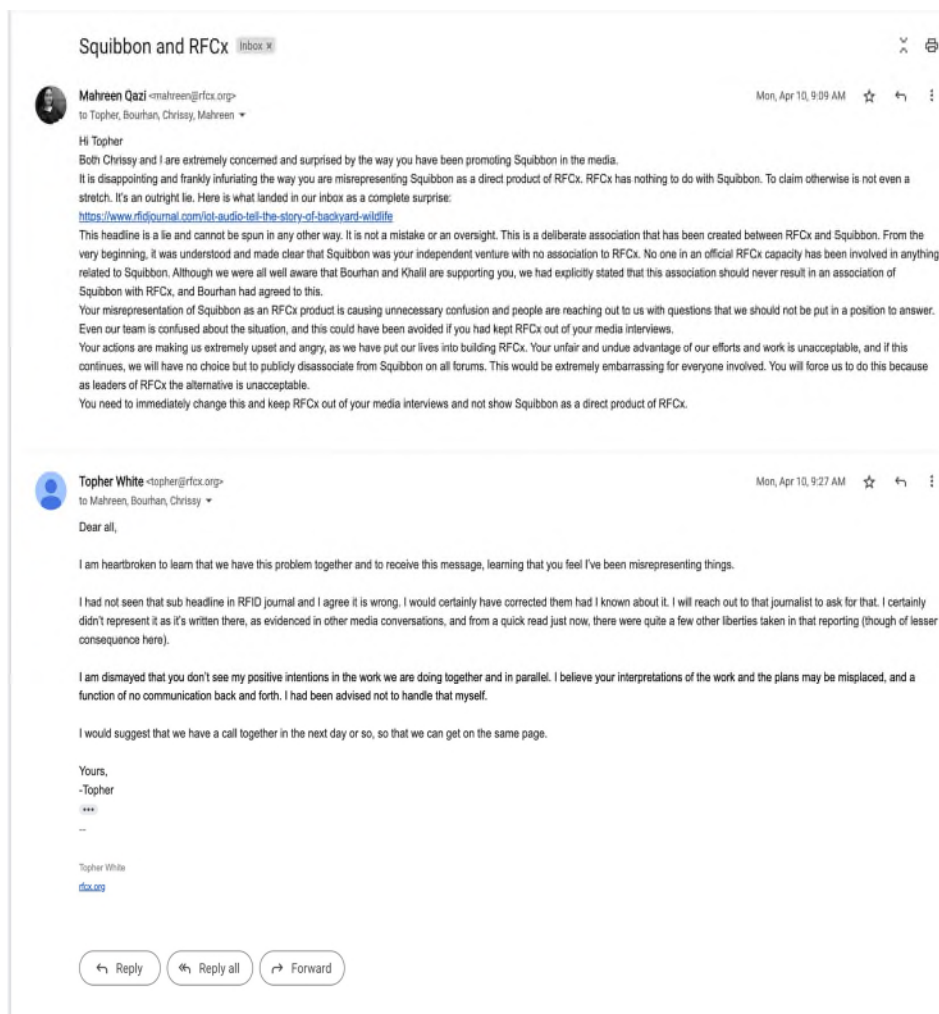 Squibbon and RFCx Inbox x
Mahreen Qazi <mahreen@rfcx.org> Mon, Apr 10, 9:09 AM
to Topher, Bourhan, Chrissy, Mahreen
Hi Topher
Both Chrissy and I are extremely concerned and surprised by the way you have been promoting Squibbon in the media.
It is disappointing and frankly infuriating the way you are misrepresenting Squibbon as a direct product of RFCx. RFCx has nothing to do with Squibbon. To claim otherwise is not even a
stretch. It's an outright lie. Here is what landed in our inbox as a complete surprise:
https://www.rfidjournal.com/iot-audio-tell-the-story-of-backyard-wildlife
This headline is a lie and cannot be spun in any other way. It is not a mistake or an oversight. This is a deliberate association that has been created between RFCx and Squibbon. From the
very beginning, it was understood and made clear that Squibbon was your independent venture with no association to RFCx. No one in an official RFCx capacity has been involved in anything
related to Squibbon. Although we were all well aware that Bourhan and Khalil are supporting you, we had explicitly stated that this association should never result in an association of
Squibbon with RFCx, and Bourhan had agreed to this.
Your misrepresentation of Squibbon as an RFCx product is causing unnecessary confusion and people are reaching out to us with questions that we should not be put in a position to answer.
Even our team is confused about the situation, and this could have been avoided if you had kept RFCx out of your media interviews.
Your actions are making us extremely upset and angry, as we have put our lives into building RFCx. Your unfair and undue advantage of our efforts and work is unacceptable, and if this
continues, we will have no choice but to publicly disassociate from Squibbon on all forums. This would be extremely embarrassing for everyone involved. You will force us to do this because
as leaders of RFCx the alternative is unacceptable.
You need to immediately change this and keep RFCx out of your media interviews and not show Squibbon as a direct product of RFCx.
Topher White <topher@rfcx.org> Mon, Apr 10, 9:27 AM
to Mahreen, Bourhan, Chrissy
Dear all,
I am heartbroken to learn that we have this problem together and to receive this message, learning that you feel I've been misrepresenting things.
I had not seen that sub headline in RFID journal and I agree it is wrong. I would certainly have corrected them had I known about it. I will reach out to that journalist to ask for that. I certainly
didn't represent it as it's written there, as evidenced in other media conversations, and from a quick read just now, there were quite a few other liberties taken in that reporting (though of lesser
consequence here).
I am dismayed that you don't see my positive intentions in the work we are doing together and in parallel. I believe your interpretations of the work and the plans may be misplaced, and a
function of no communication back and forth. I had been advised not to handle that myself.
I would suggest that we have a call together in the next day or so, so that we can get on the same page.
Yours,
-Topher
--
Topher White
rfcx.org
Reply Reply all Forward